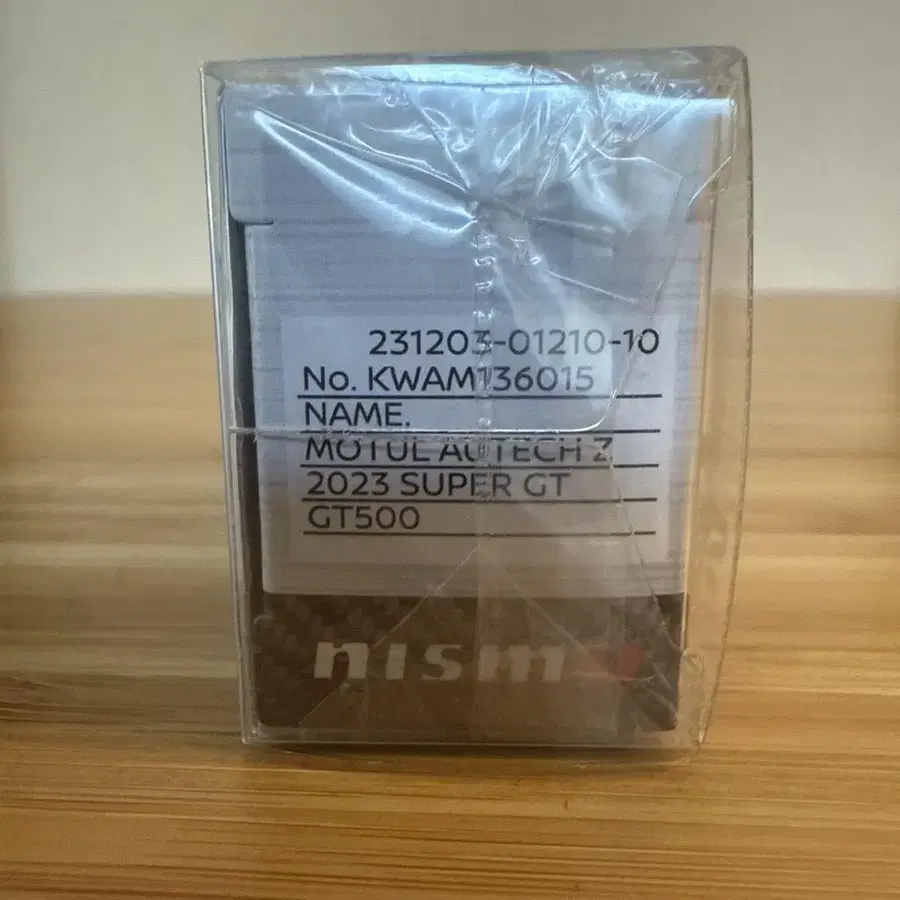 231203-01210-10
No. KWAM136015
NAME.
MOTUL AUTECH Z
2023 SUPER GT
GT500
nismo